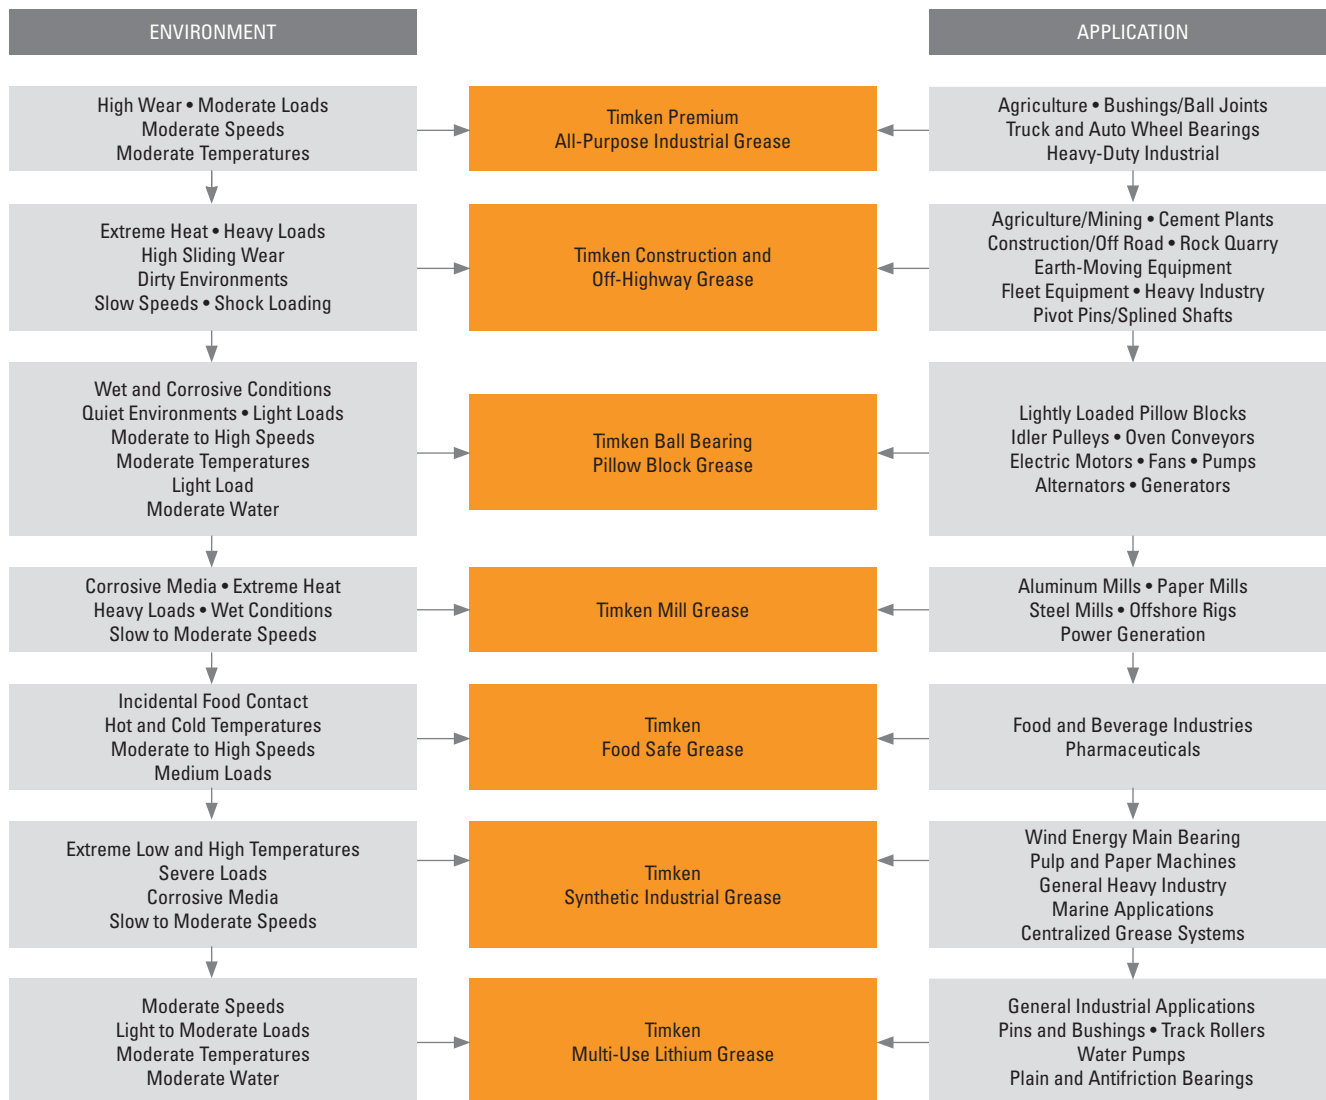 ENVIRONMENT
APPLICATION
High Wear • Moderate Loads
Moderate Speeds
Moderate Temperatures
Timken Premium
All-Purpose Industrial Grease
Agriculture • Bushings/Ball Joints
Truck and Auto Wheel Bearings
Heavy-Duty Industrial
Extreme Heat • Heavy Loads
High Sliding Wear
Dirty Environments
Slow Speeds • Shock Loading
Timken Construction and
Off-Highway Grease
Agriculture/Mining • Cement Plants
Construction/Off Road • Rock Quarry
Earth-Moving Equipment
Fleet Equipment • Heavy Industry
Pivot Pins/Splined Shafts
Wet and Corrosive Conditions
Quiet Environments • Light Loads
Moderate to High Speeds
Moderate Temperatures
Light Load
Moderate Water
Timken Ball Bearing
Pillow Block Grease
Lightly Loaded Pillow Blocks
Idler Pulleys • Oven Conveyors
Electric Motors • Fans • Pumps
Alternators • Generators
Corrosive Media • Extreme Heat
Heavy Loads • Wet Conditions
Slow to Moderate Speeds
Timken Mill Grease
Aluminum Mills • Paper Mills
Steel Mills • Offshore Rigs
Power Generation
Incidental Food Contact
Hot and Cold Temperatures
Moderate to High Speeds
Medium Loads
Timken
Food Safe Grease
Food and Beverage Industries
Pharmaceuticals
Extreme Low and High Temperatures
Severe Loads
Corrosive Media
Slow to Moderate Speeds
Timken
Synthetic Industrial Grease
Wind Energy Main Bearing
Pulp and Paper Machines
General Heavy Industry
Marine Applications
Centralized Grease Systems
Moderate Speeds
Light to Moderate Loads
Moderate Temperatures
Moderate Water
Timken
Multi-Use Lithium Grease
General Industrial Applications
Pins and Bushings • Track Rollers
Water Pumps
Plain and Antifriction Bearings